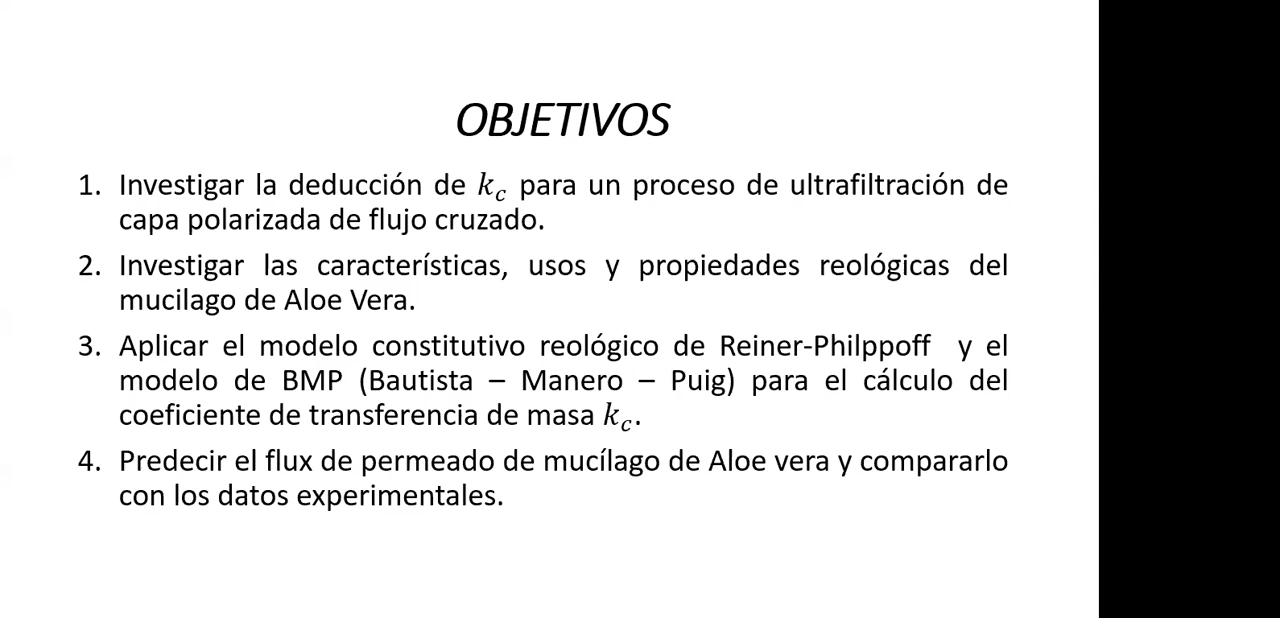 OBJETIVOS
1. Investigar la deducción de k_c para un proceso de ultrafiltración de
capa polarizada de flujo cruzado.
2. Investigar las características, usos y propiedades reológicas del
mucilago de Aloe Vera.
3. Aplicar el modelo constitutivo reológico de Reiner-Philppoff y el
modelo de BMP (Bautista – Manero – Puig) para el cálculo del
coeficiente de transferencia de masa k_c.
4. Predecir el flux de permeado de mucílago de Aloe vera y compararlo
con los datos experimentales.